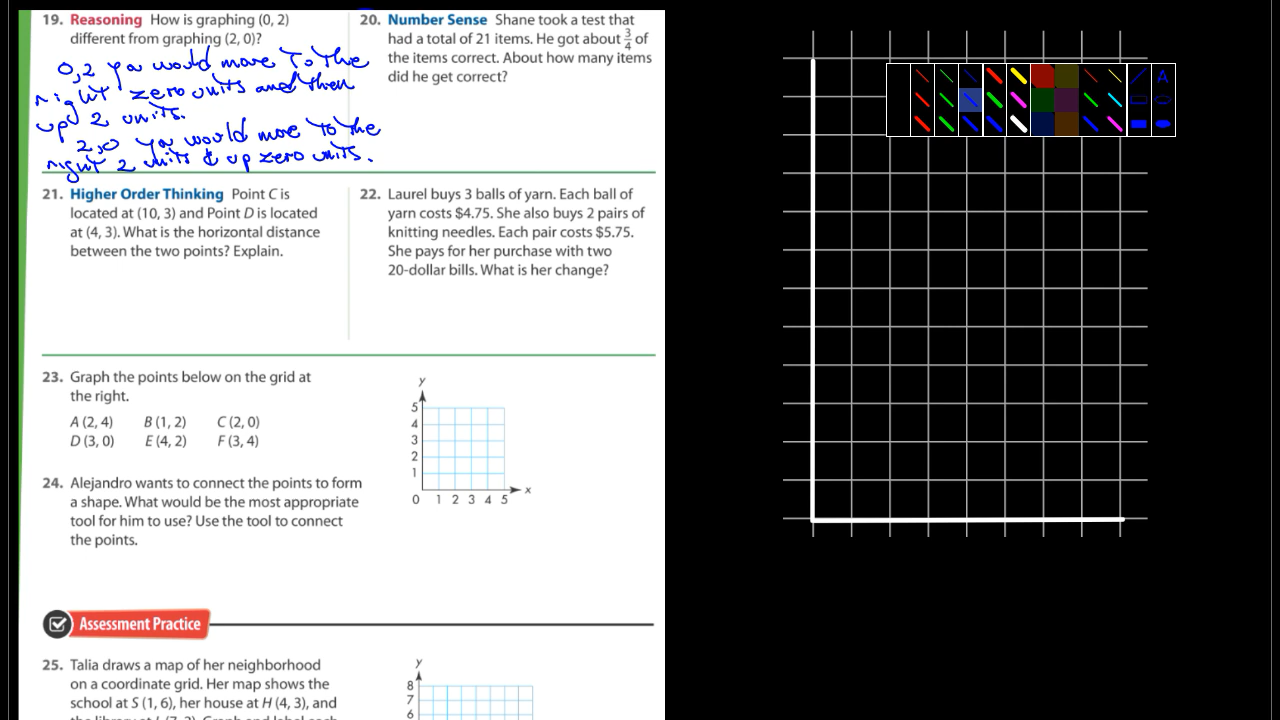 19. Reasoning How is graphing (0, 2)
different from graphing (2, 0)?
0,2 you would move to the
right zero units and then
up 2 units.
2,0 you would move to the
right 2 units & up zero units.
20. Number Sense Shane took a test that
had a total of 21 items. He got about 3/4 of
the items correct. About how many items
did he get correct?
21. Higher Order Thinking Point C is
located at (10, 3) and Point D is located
at (4, 3). What is the horizontal distance
between the two points? Explain.
22. Laurel buys 3 balls of yarn. Each ball of
yarn costs $4.75. She also buys 2 pairs of
knitting needles. Each pair costs $5.75.
She pays for her purchase with two
20-dollar bills. What is her change?
23. Graph the points below on the grid at
the right.
A (2, 4) B (1, 2) C (2, 0)
D (3, 0) E (4, 2) F (3, 4)
y
5
4
3
2
1
0 1 2 3 4 5 x
24. Alejandro wants to connect the points to form
a shape. What would be the most appropriate
tool for him to use? Use the tool to connect
the points.
Assessment Practice
25. Talia draws a map of her neighborhood
on a coordinate grid. Her map shows the
school at S (1, 6), her house at H (4, 3), and
y
8
7
6
A